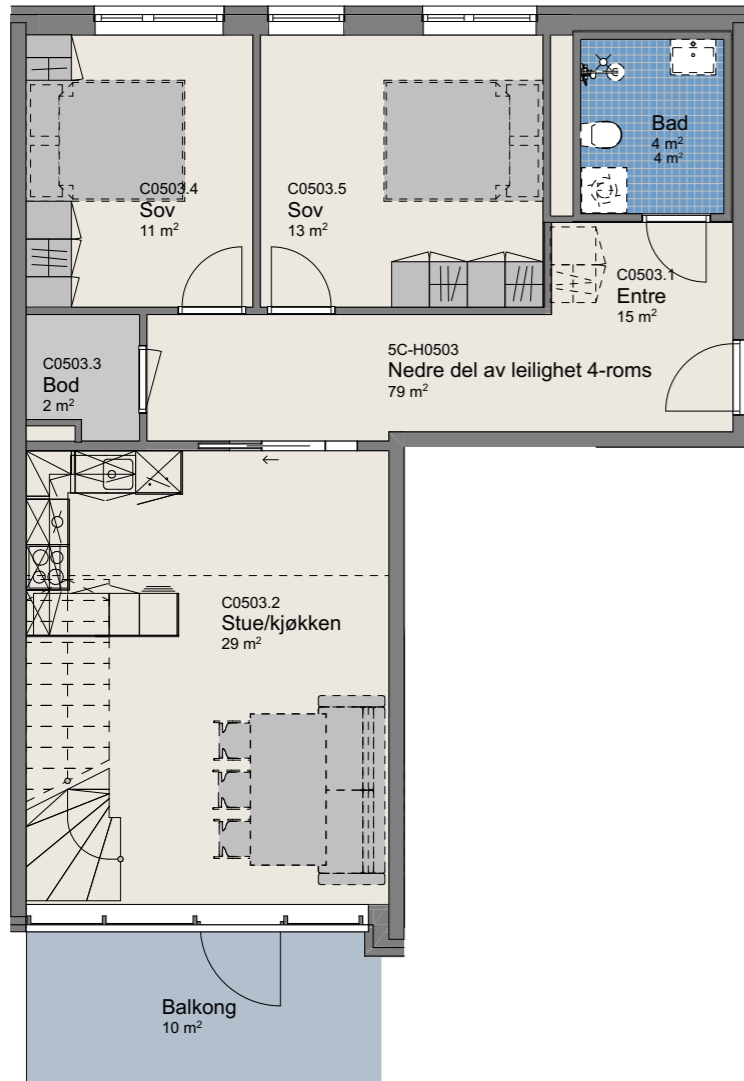 Bad
4 m²
4 m²
C0503.4
Sov
11 m²
C0503.5
Sov
13 m²
C0503.1
Entre
15 m²
5C-H0503
Nedre del av leilighet 4-roms
79 m²
C0503.3
Bod
2 m²
C0503.2
Stue/kjøkken
29 m²
Balkong
10 m²